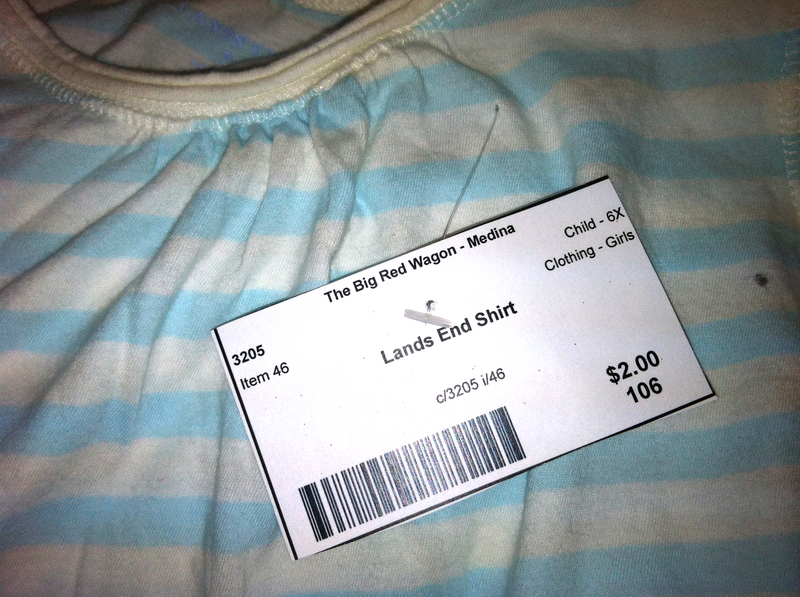 The Big Red Wagon - Medina
Child - 6X
Clothing - Girls
3205
Item 46
Lands End Shirt
c/3205 i/46
$2.00
106